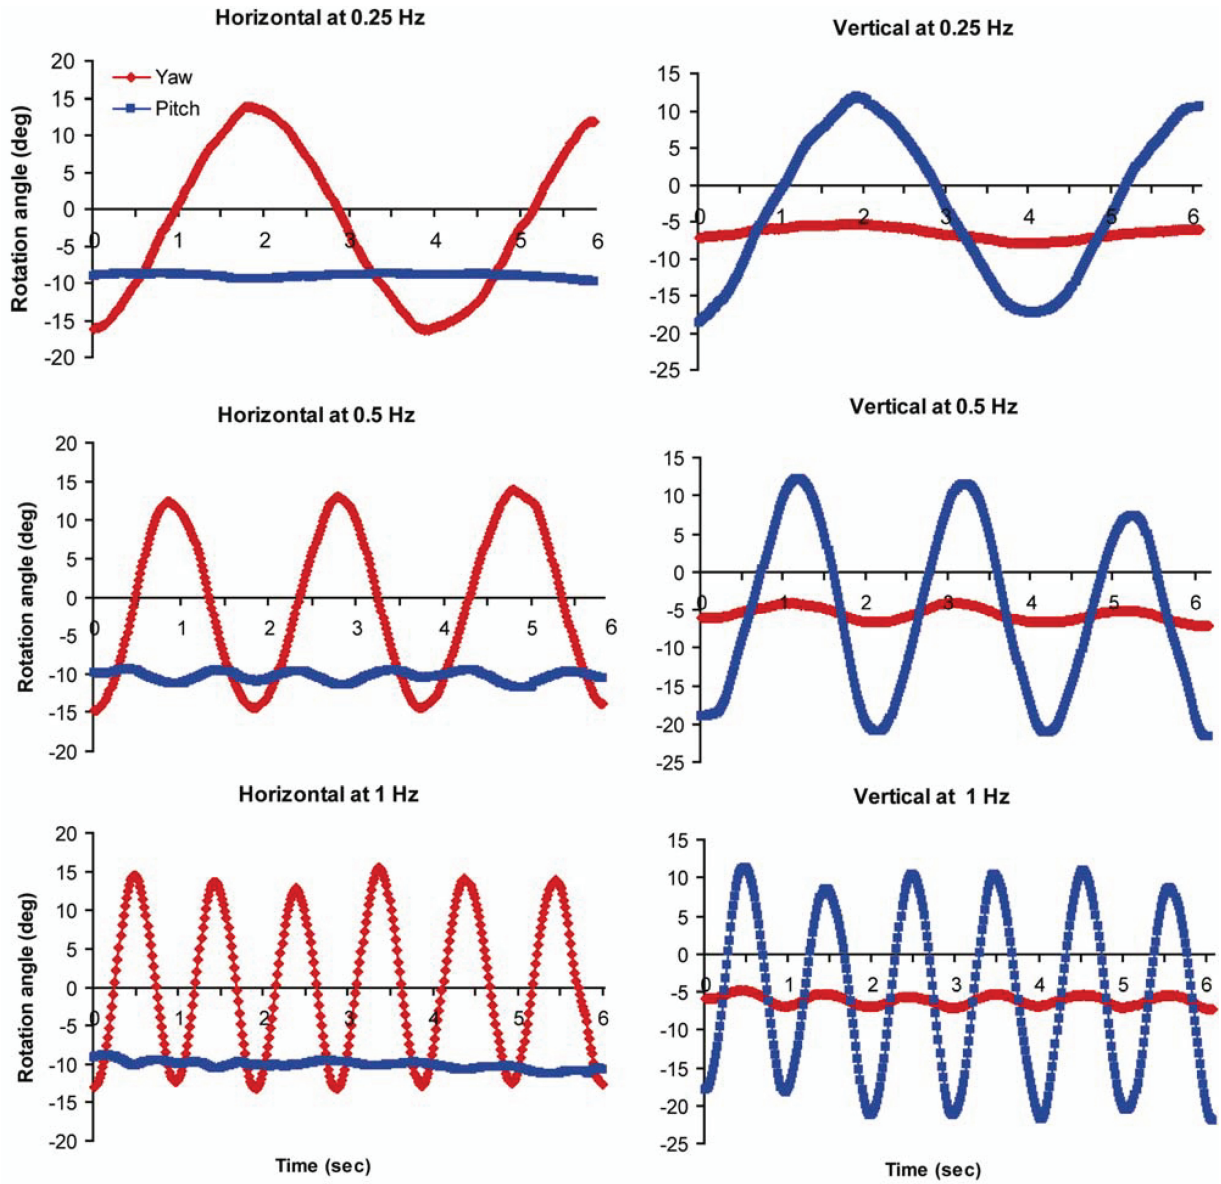 Horizontal at 0.25 Hz
20
15
10
5
0
-5
-10
-15
-20
Rotation angle (deg)
Yaw
Pitch
0 1 2 3 4 5 6
Vertical at 0.25 Hz
15
10
5
0
-5
-10
-15
-20
-25
0 1 2 3 4 5 6
Horizontal at 0.5 Hz
20
15
10
5
0
-5
-10
-15
-20
Rotation angle (deg)
0 1 2 3 4 5 6
Vertical at 0.5 Hz
15
10
5
0
-5
-10
-15
-20
-25
0 1 2 3 4 5 6
Horizontal at 1 Hz
20
15
10
5
0
-5
-10
-15
-20
Rotation angle (deg)
0 1 2 3 4 5 6
Time (sec)
Vertical at 1 Hz
15
10
5
0
-5
-10
-15
-20
-25
0 1 2 3 4 5 6
Time (sec)